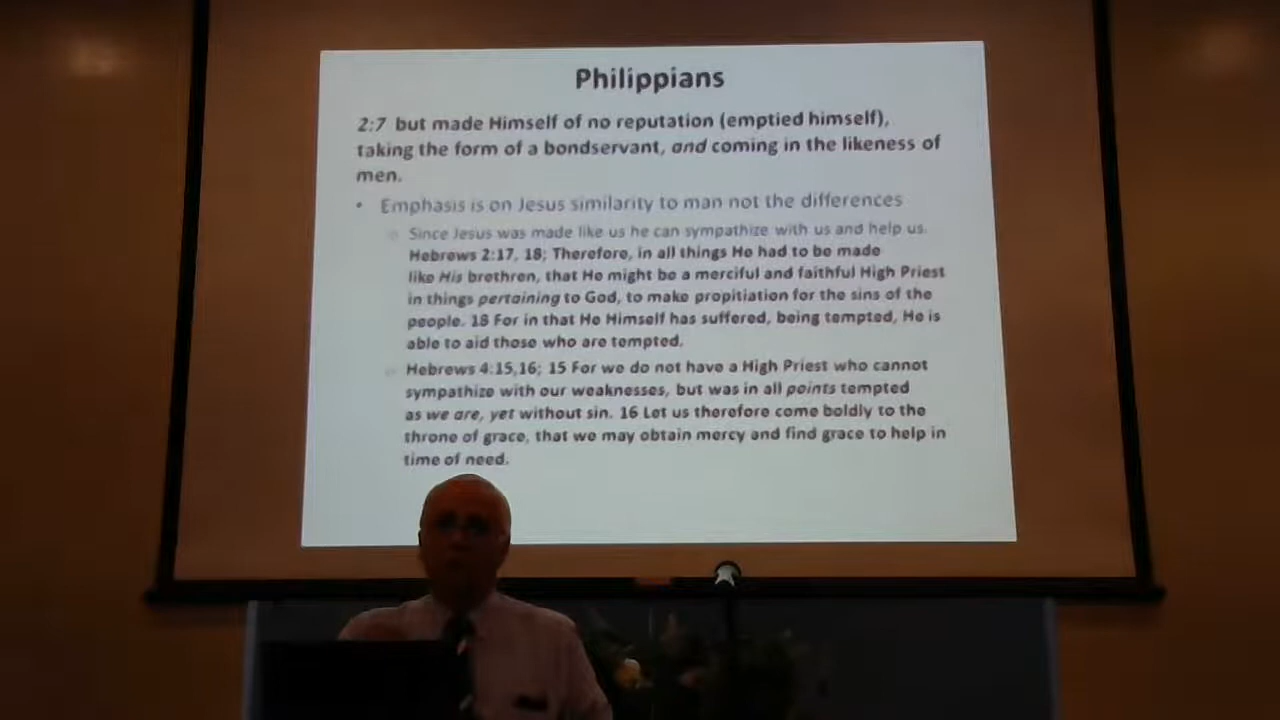 Philippians
2:7 but made Himself of no reputation (emptied himself),
taking the form of a bondservant, and coming in the likeness of
men.
• Emphasis is on Jesus similarity to man not the differences
o Since Jesus was made like us he can sympathize with us and help us.
Hebrews 2:17, 18; Therefore, in all things He had to be made
like His brethren, that He might be a merciful and faithful High Priest
in things pertaining to God, to make propitiation for the sins of the
people. 18 For in that He Himself has suffered, being tempted, He is
able to aid those who are tempted.
o Hebrews 4:15,16; 15 For we do not have a High Priest who cannot
sympathize with our weaknesses, but was in all points tempted
as we are, yet without sin. 16 Let us therefore come boldly to the
throne of grace, that we may obtain mercy and find grace to help in
time of need.